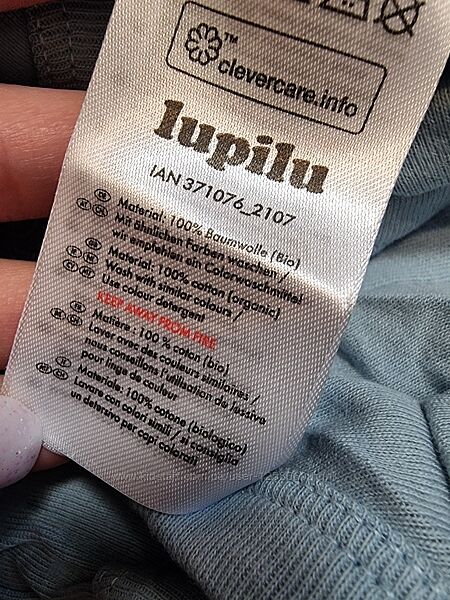 TM
clevercare.info
lupilu
IAN 371076_2107
Material: 100% Baumwolle (Bio)
Mit ähnlichen Farben waschen /
wir empfehlen ein Colorwaschmittel
Material: 100% cotton (organic)
Wash with similar colours /
Use colour detergent
KEEP AWAY FROM FIRE
Matière : 100 % coton (bio)
Laver avec des couleurs similaires /
nous conseillons l'utilisation de lessive
pour linge de couleur
Materiale: 100% cotone (biologico)
Lavare con colori simili / si consiglia
un detersivo per capi colorati